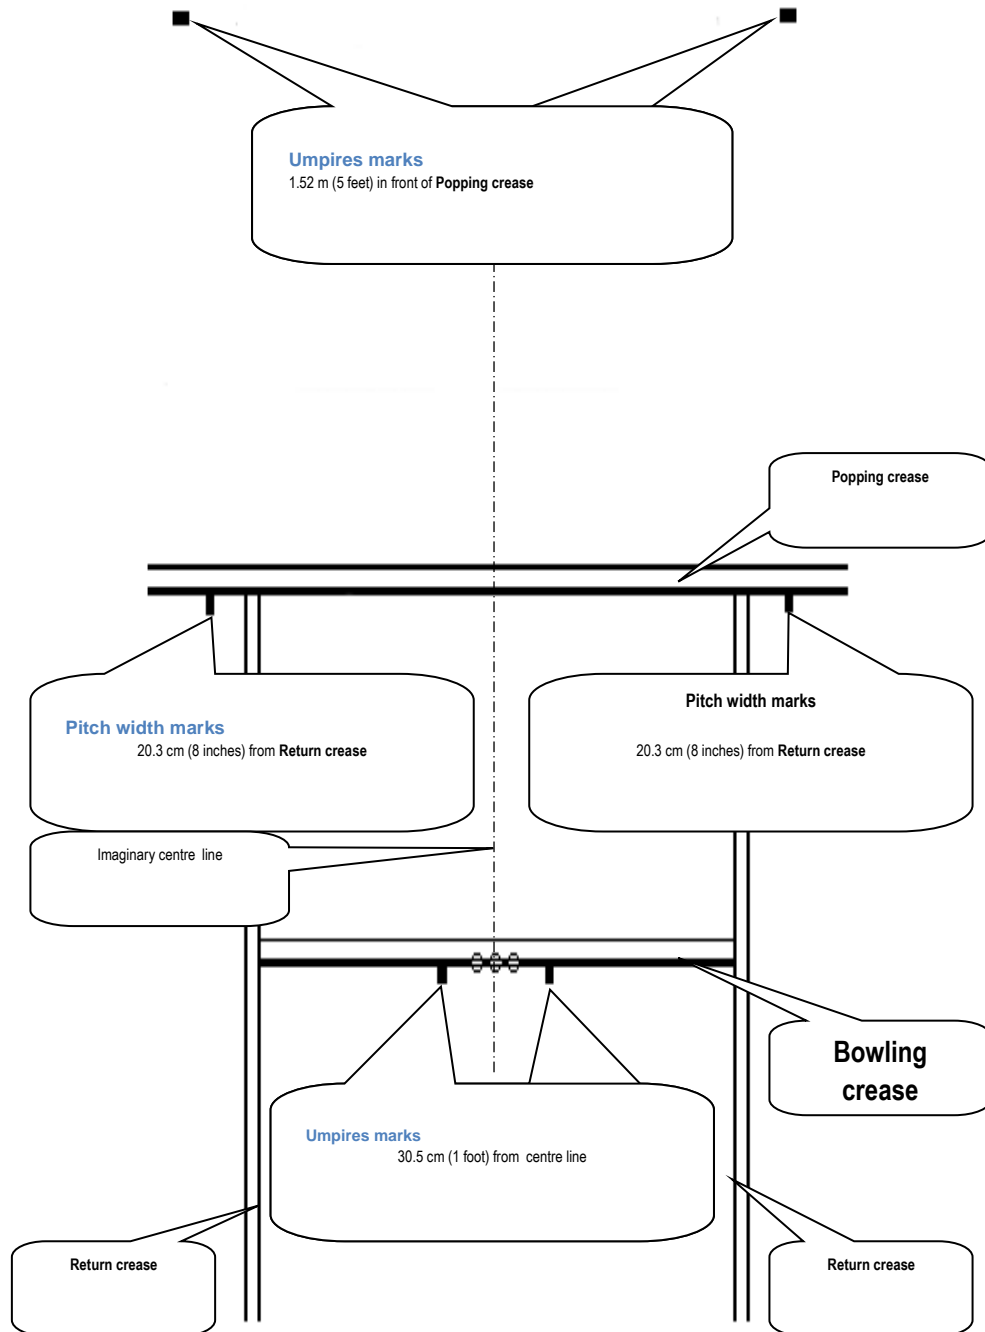 Umpires marks
1.52 m (5 feet) in front of Popping crease
Popping crease
Pitch width marks
20.3 cm (8 inches) from Return crease
Pitch width marks
20.3 cm (8 inches) from Return crease
Imaginary centre line
Bowling
crease
Umpires marks
30.5 cm (1 foot) from centre line
Return crease
Return crease